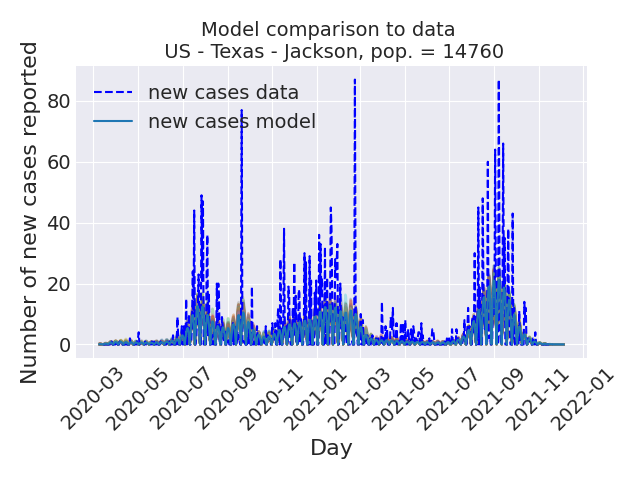 Model comparison to data
US - Texas - Jackson, pop. = 14760
Number of new cases reported
80
60
40
20
0
new cases data
new cases model
2020-03
2020-05
2020-07
2020-09
2020-11
2021-01
2021-03
2021-05
2021-07
2021-09
2021-11
2022-01
Day